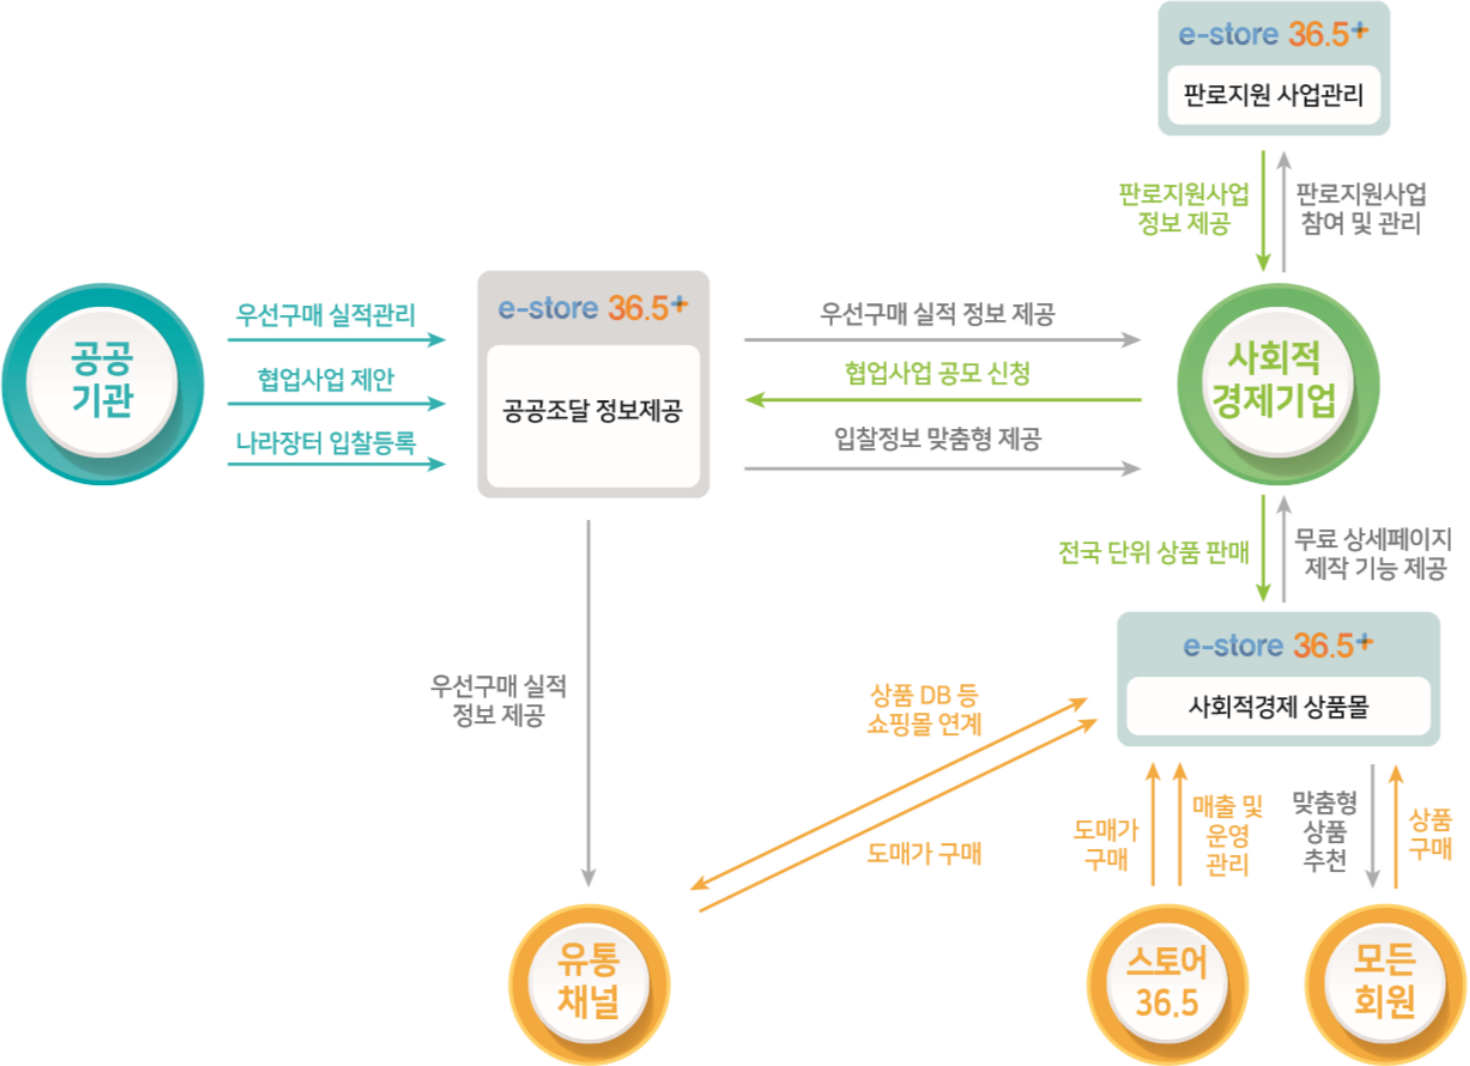 e-store 36.5+
판로지원 사업관리
판로지원사업
정보 제공
판로지원사업
참여 및 관리
공공
기관
우선구매 실적관리
협업사업 제안
나라장터 입찰등록
e-store 36.5+
공공조달 정보제공
우선구매 실적 정보 제공
협업사업 공모 신청
입찰정보 맞춤형 제공
사회적
경제기업
전국 단위 상품 판매
무료 상세페이지
제작 기능 제공
우선구매 실적
정보 제공
상품 DB 등
쇼핑몰 연계
도매가 구매
e-store 36.5+
사회적경제 상품몰
도매가
구매
매출 및
운영
관리
맞춤형
상품
추천
상품
구매
유통
채널
스토어
36.5
모든
회원